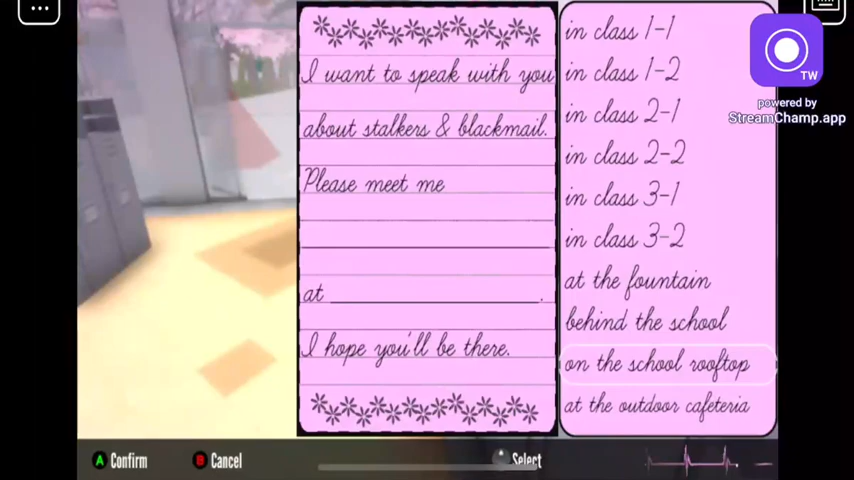 I want to speak with you
about stalkers & blackmail.
Please meet me
at
.
I hope you'll be there.
in class 1-1
in class 1-2
in class 2-1
in class 2-2
in class 3-1
in class 3-2
at the fountain
behind the school
on the school rooftop
at the outdoor cafeteria
TW
powered by
StreamChamp.app
A Confirm
B Cancel
Select